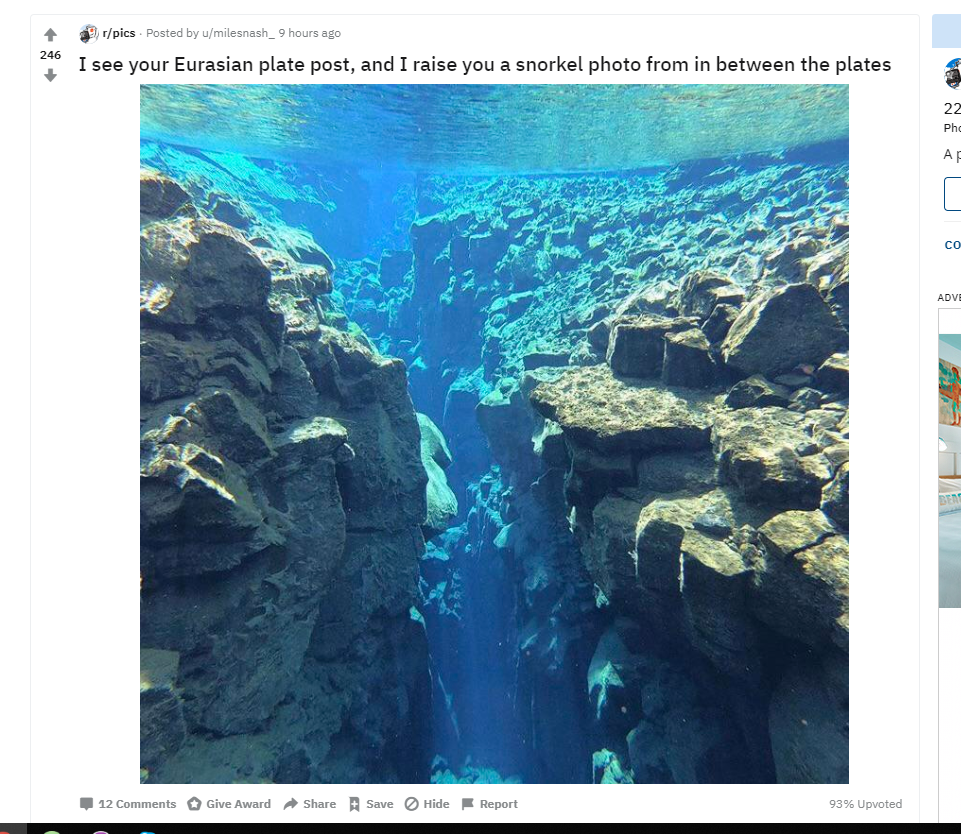 r/pics · Posted by u/milesnash_ 9 hours ago
246
I see your Eurasian plate post, and I raise you a snorkel photo from in between the plates
22
Pho
A p
CO
ADVE
12 Comments Give Award Share Save Hide Report 93% Upvoted